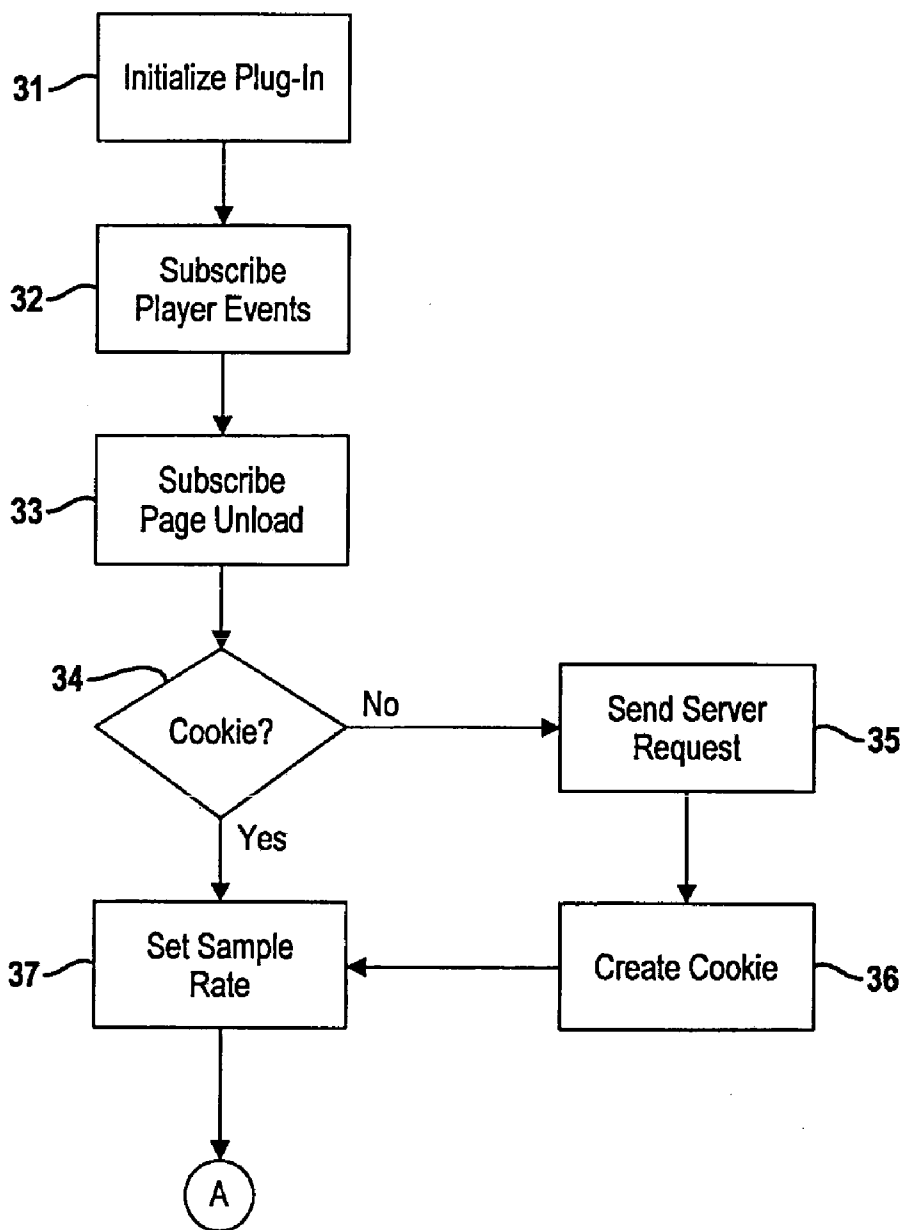 31
Initialize Plug-In
32
Subscribe
Player Events
33
Subscribe
Page Unload
34
Cookie?
No
Send Server
Request
35
Yes
37
Set Sample
Rate
Create Cookie
36
A